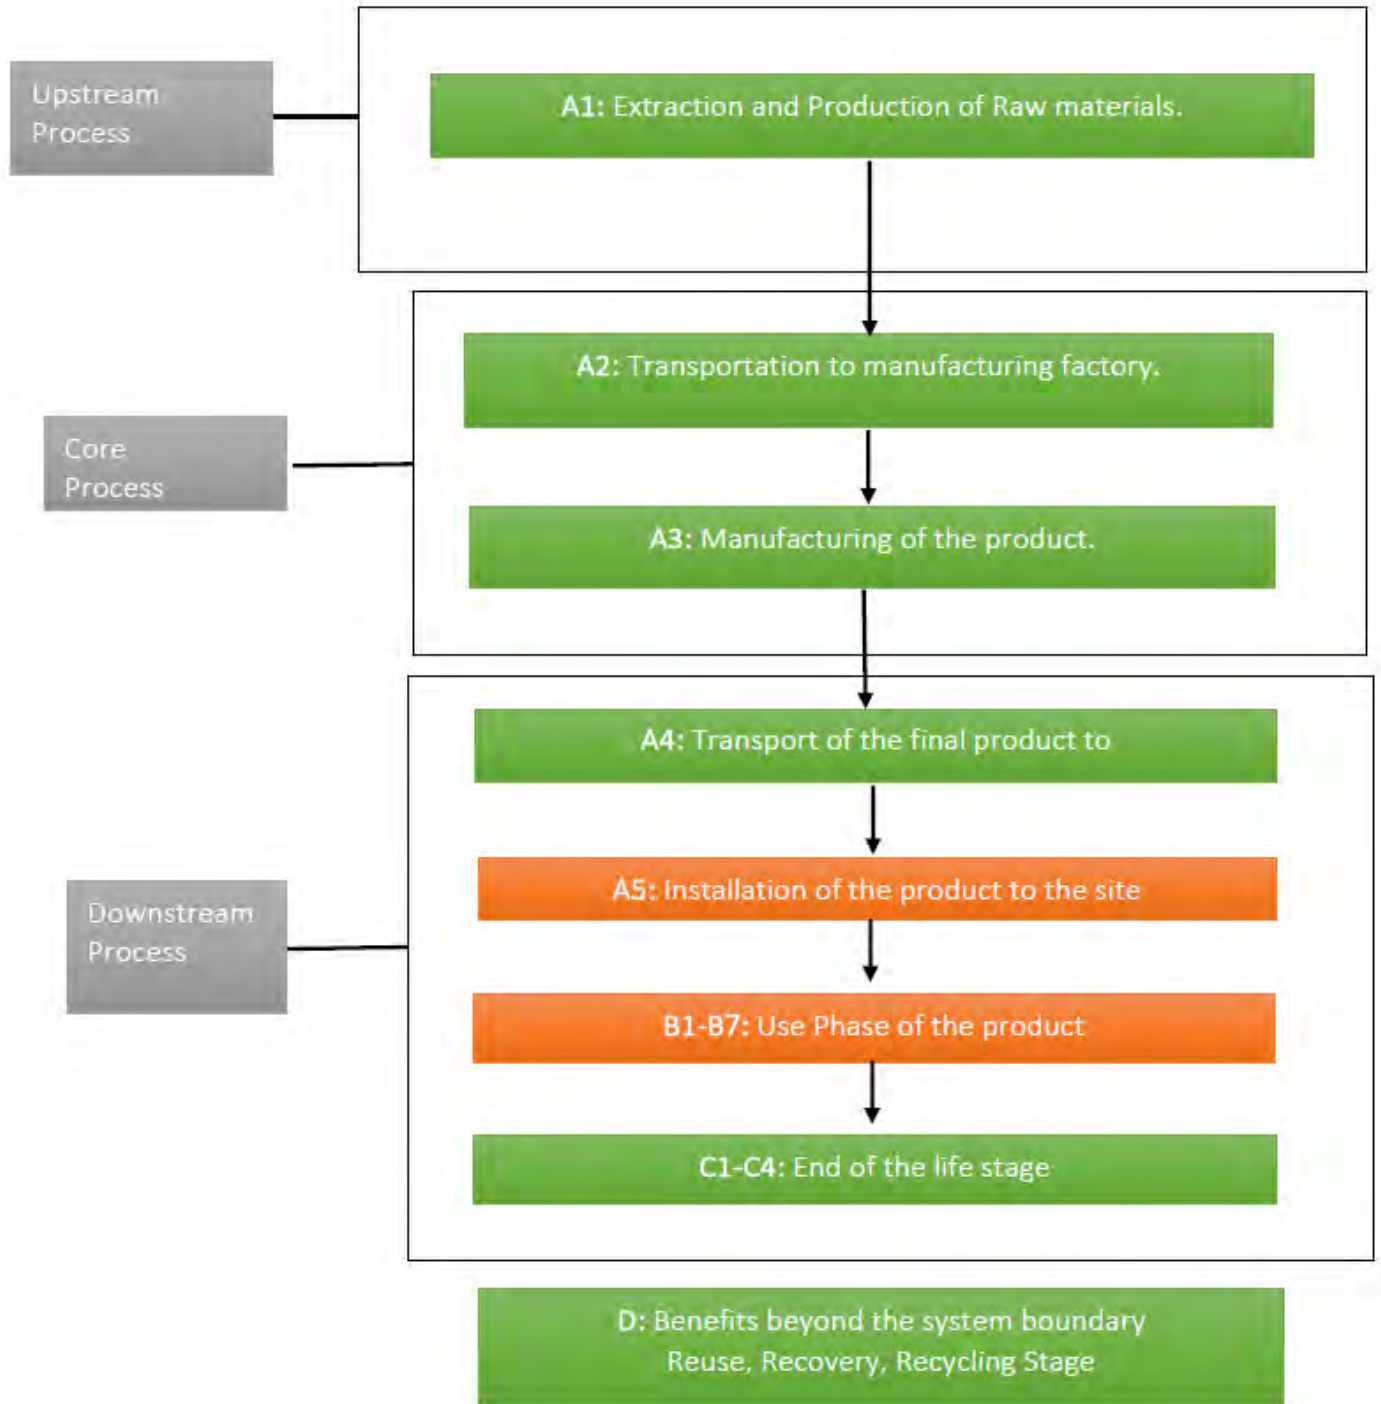 Upstream
Process
A1: Extraction and Production of Raw materials.
Core
Process
A2: Transportation to manufacturing factory.
A3: Manufacturing of the product.
Downstream
Process
A4: Transport of the final product to
A5: Installation of the product to the site
B1-B7: Use Phase of the product
C1-C4: End of the life stage
D: Benefits beyond the system boundary
Reuse, Recovery, Recycling Stage